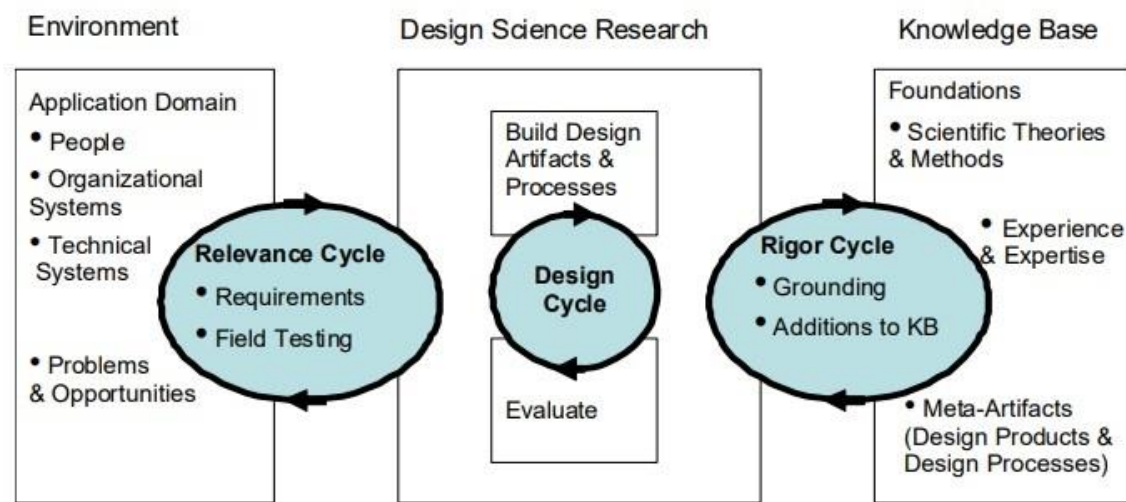 Environment
Design Science Research
Knowledge Base
Application Domain
• People
• Organizational
Systems
• Technical
Systems
• Problems
& Opportunities
Relevance Cycle
• Requirements
• Field Testing
Build Design
Artifacts &
Processes
Design
Cycle
Evaluate
Rigor Cycle
• Grounding
• Additions to KB
Foundations
• Scientific Theories
& Methods
• Experience
& Expertise
• Meta-Artifacts
(Design Products &
Design Processes)